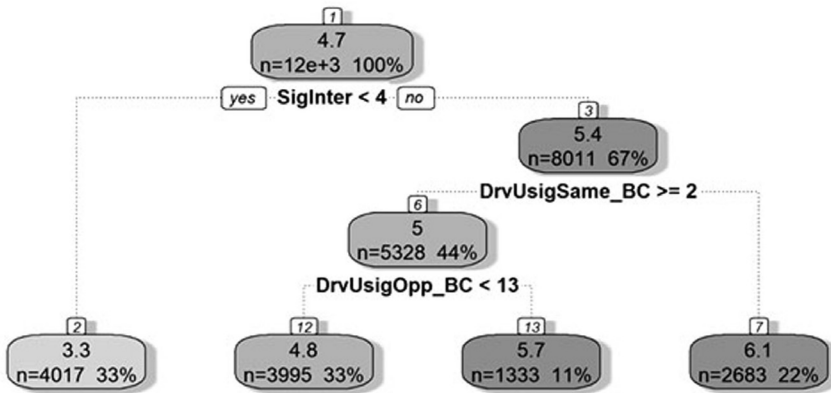 1
4.7
n=12e+3 100%
yes SigInter < 4 no
3
5.4
n=8011 67%
DrvUsigSame_BC >= 2
6
5
n=5328 44%
DrvUsigOpp_BC < 13
2
3.3
n=4017 33%
12
4.8
n=3995 33%
13
5.7
n=1333 11%
7
6.1
n=2683 22%